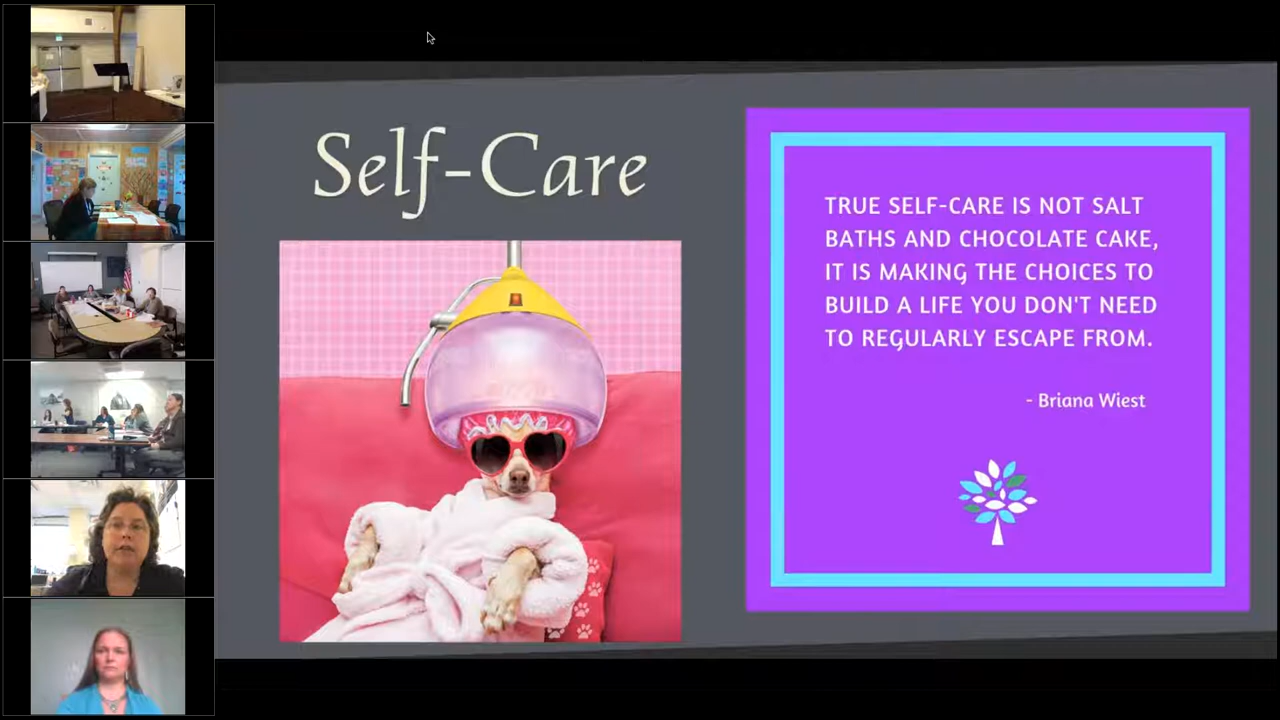 Self-Care
TRUE SELF-CARE IS NOT SALT
BATHS AND CHOCOLATE CAKE,
IT IS MAKING THE CHOICES TO
BUILD A LIFE YOU DON'T NEED
TO REGULARLY ESCAPE FROM.
- Briana Wiest